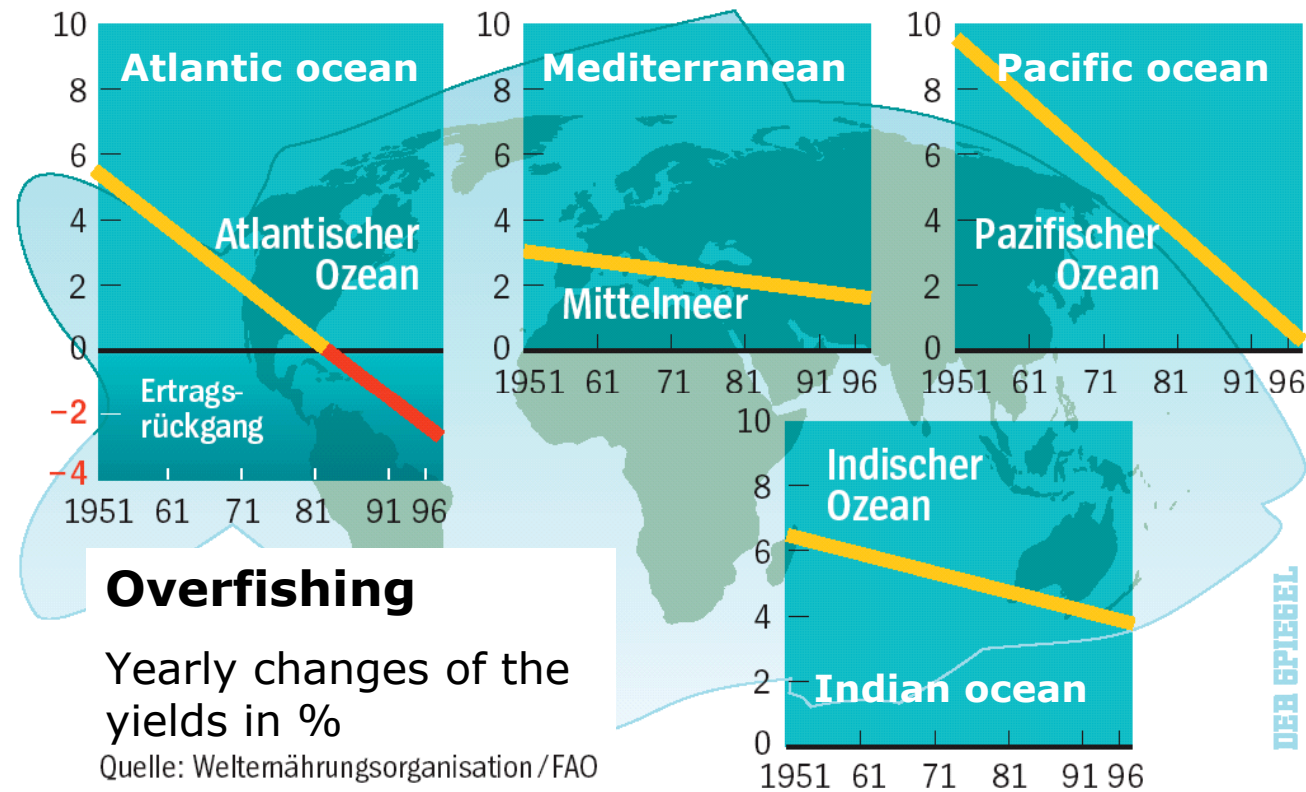 10
8
6
4
2
0
−2
−4
Atlantic ocean
Atlantischer
Ozean
Ertrags-
rückgang
1951 61 71 81 91 96
10
8
6
4
2
0
Mediterranean
Mittelmeer
1951 61 71 81 91 96
10
8
6
4
2
0
Pacific ocean
Pazifischer
Ozean
1951 61 71 81 91 96
10
8
6
4
2
0
Indischer
Ozean
Indian ocean
1951 61 71 81 91 96
Overfishing
Yearly changes of the
yields in %
Quelle: Welternährungsorganisation / FAO
DER SPIEGEL